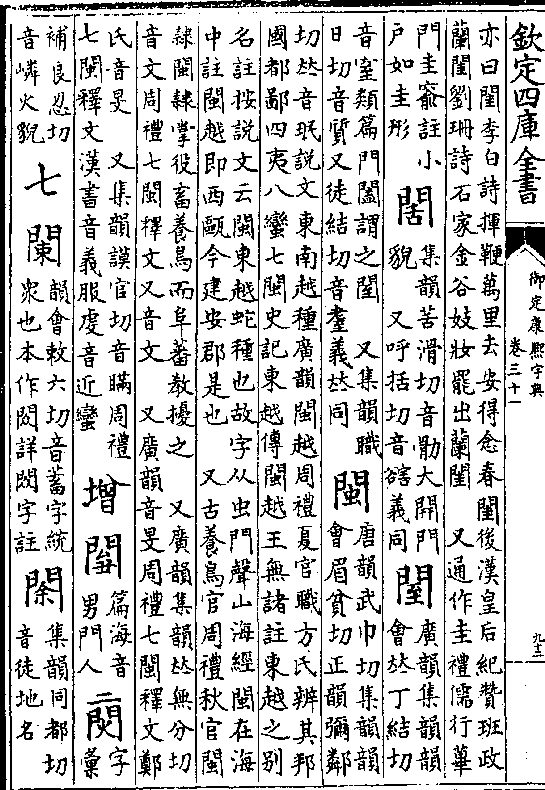 欽定四庫全書
御定康熙字典
卷三十一
九十二
亦曰閨李白詩揮鞭萬里去安得念春閨後漢皇后紀贊班政
蘭閨劉珊詩石家金谷妓妝罷出蘭閨 又通作圭禮儒行蓽
門圭窬註小
戶如圭形
闊
集韻苦滑切音勖大開門
貌 又呼括切音豁義同
閨
廣韻集韻韻
會𠀤丁結切
音窒類篇門闔謂之閨 又集韻職
日切音質又徒結切音耋義𠀤同
閩
唐韻武巾切集韻韻
會眉貧切正韻彌鄰
切𠀤音珉說文東南越種廣韻閩越周禮夏官職方氏辨其邦
國都鄙四夷八蠻七閩史記東越傳閩越王無諸註東越之別
名註按說文云閩東越蛇種也故字从虫門聲山海經閩在海
中註閩越即西甌今建安郡是也 又古養鳥官周禮秋官閩
隸閩隸掌役畜養鳥而阜蕃教擾之 又廣韻集韻𠀤無分切
音文周禮七閩釋文又音文 又廣韻音旻周禮七閩釋文鄭
氏音旻 又集韻謨官切音瞞周禮
七閩釋文漢書音義服虔音近蠻
增
篇海音
男門人
二
閔
字
彙
補良忍切
音嶙火貌
七
韻會敕六切音蓄字統
衆也本作閦詳閦字註
集韻同都切
音徒地名